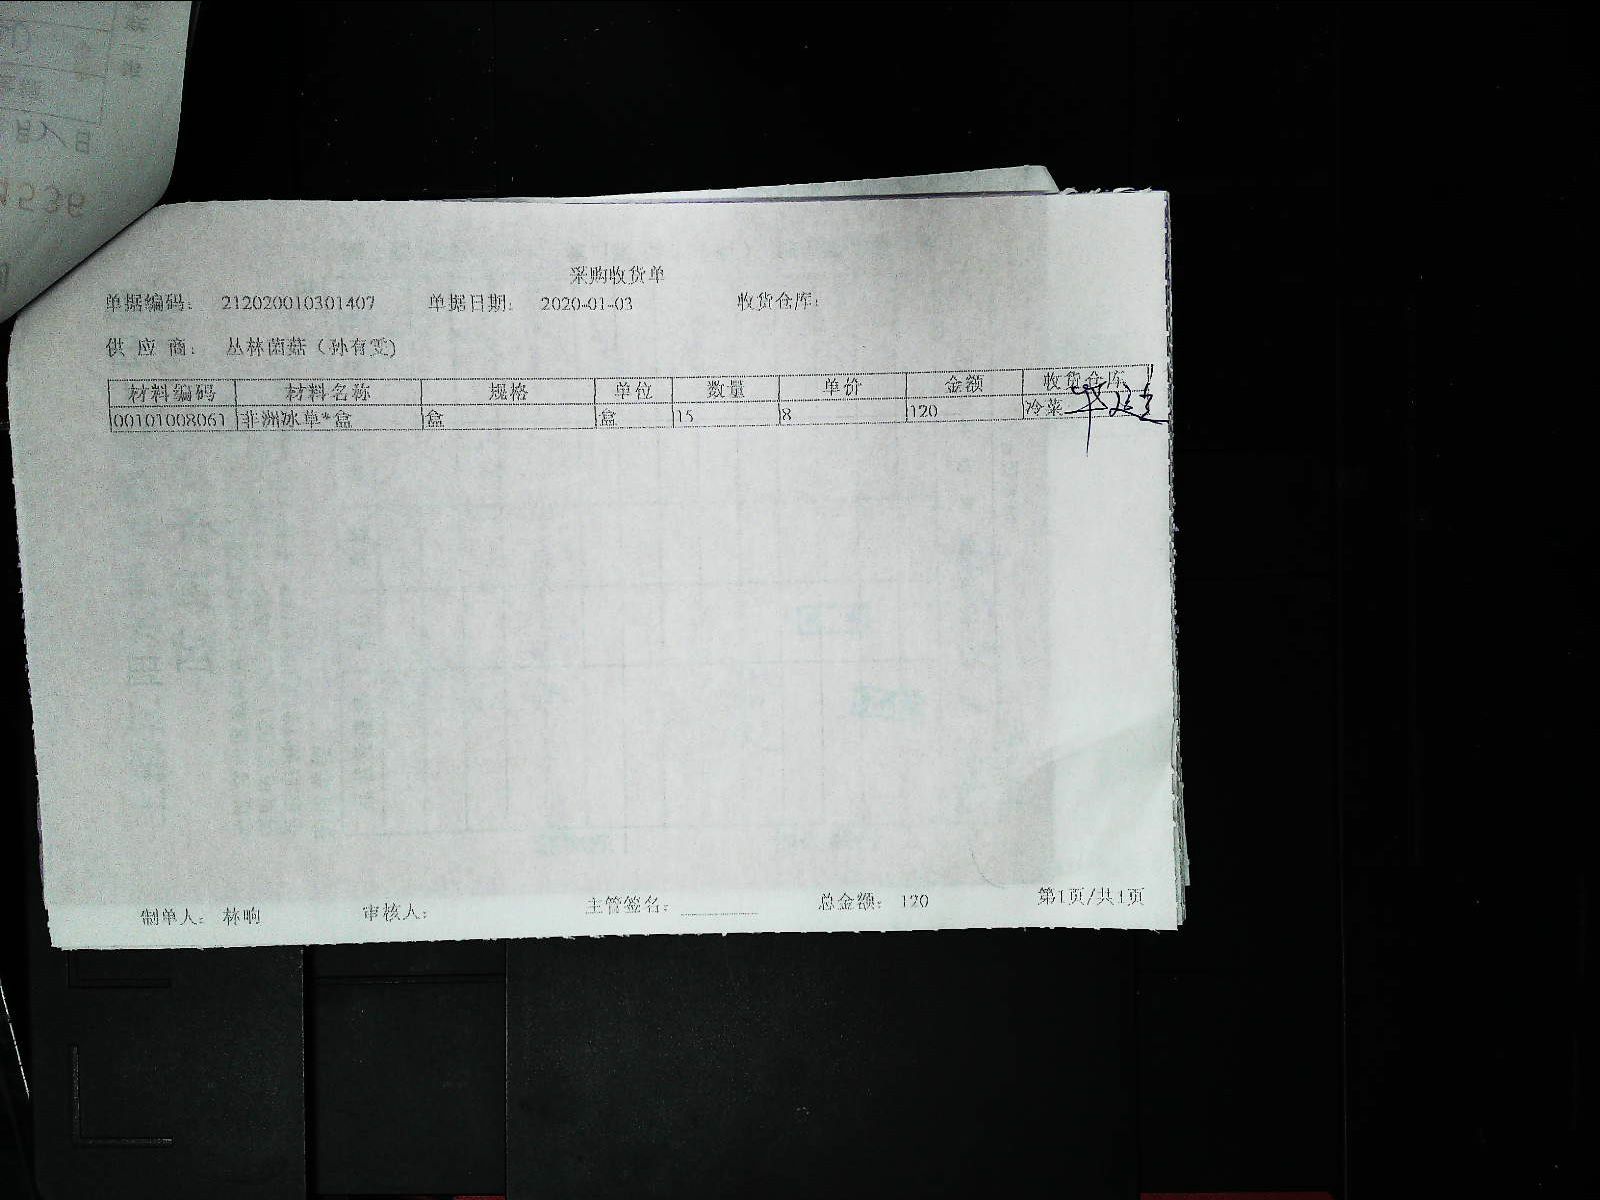 采购收货单
单据编码： 212020010301407 单据日期： 2020-01-03 收货仓库：
供 应 商： 丛林菌菇（孙有雯）
材料编码 材料名称 规格 单位 数量 单价 金额 收货仓库
00101008061 非洲冰草*盒 盒 盒 15 8 120 冷菜
制单人： 林响 审核人： 主管签名： 总金额： 120 第1页/共1页